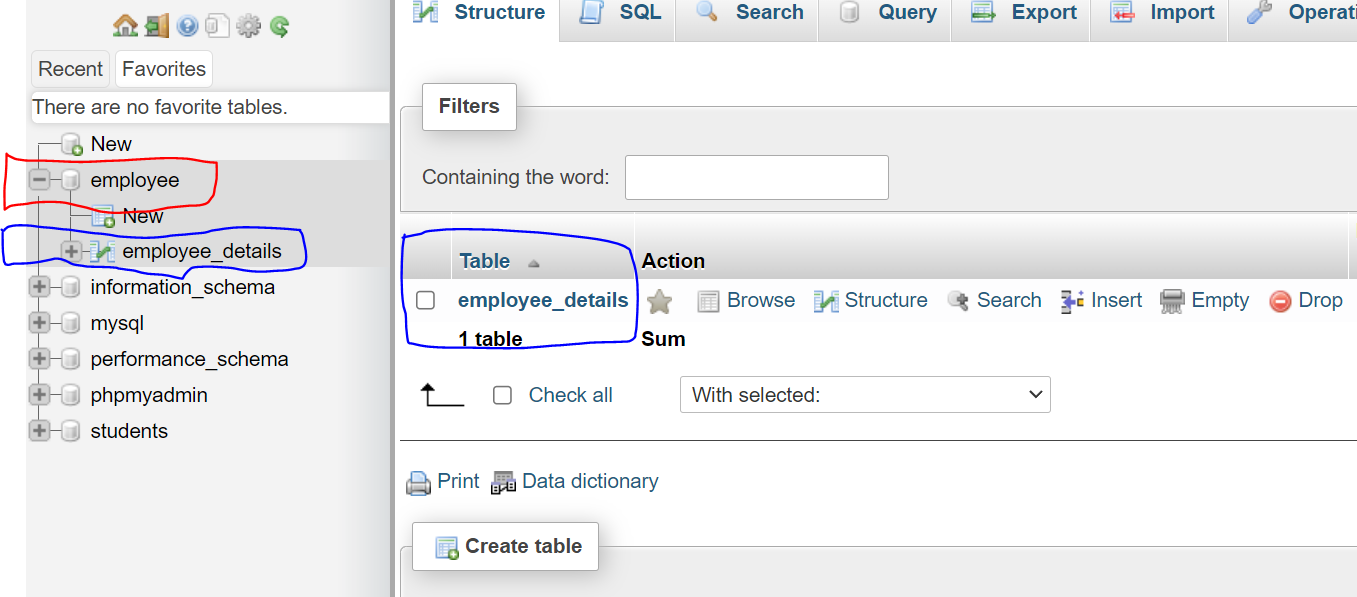 Structure SQL Search Query Export Import Operati
Recent Favorites
There are no favorite tables.
New
employee
New
employee_details
information_schema
mysql
performance_schema
phpmyadmin
students
Filters
Containing the word:
Table Action
employee_details Browse Structure Search Insert Empty Drop
1 table Sum
Check all With selected:
Print Data dictionary
Create table